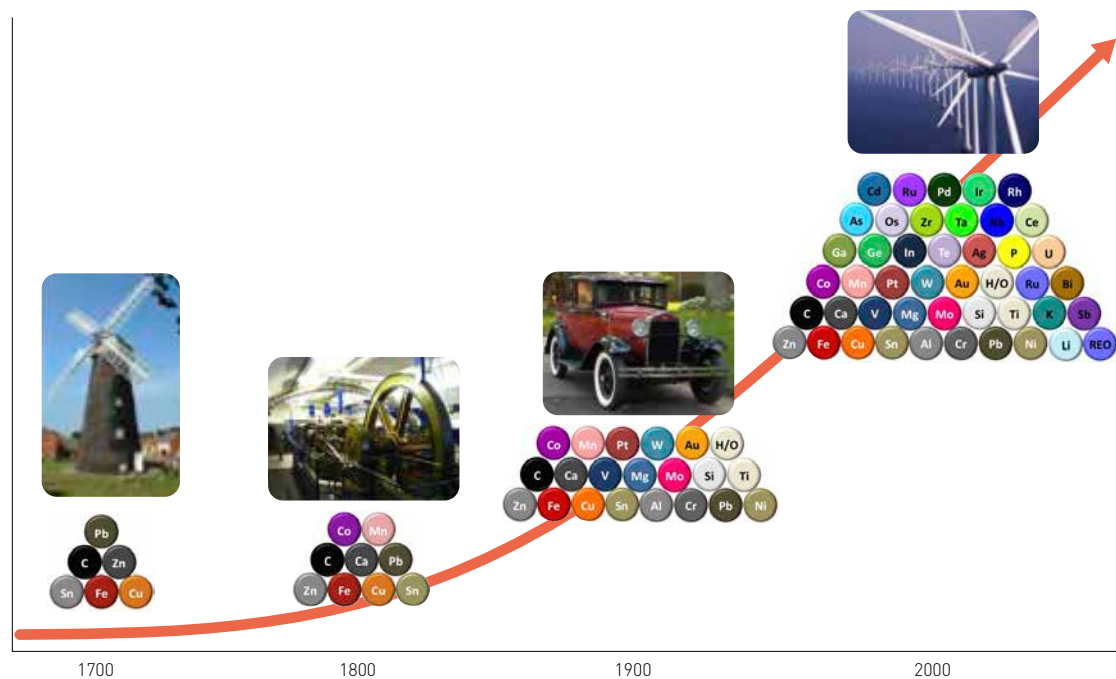 Cd Ru Pd Ir Rh
As Os Zr Ta Nb Ce
Ga Ge In Te Ag P U
Co Mn Pt W Au H/O Ru Bi
C Ca V Mg Mo Si Ti K Sb
Zn Fe Cu Sn Al Cr Pb Ni Li REO
Co Mn Pt W Au H/O
C Ca V Mg Mo Si Ti
Zn Fe Cu Sn Al Cr Pb Ni
Co Mn
C Ca Pb
Zn Fe Cu Sn
Pb
C Zn
Sn Fe Cu
1700 1800 1900 2000